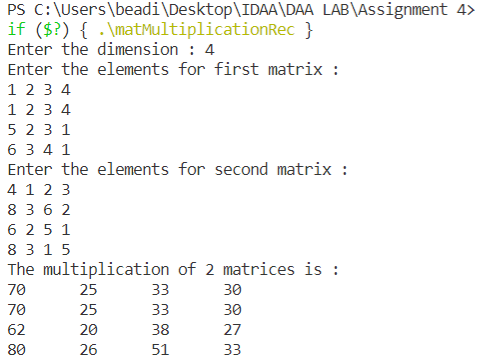 PS C:\Users\beadi\Desktop\IDAA\DAA LAB\Assignment 4>
if ($?) { .\matMultiplicationRec }
Enter the dimension : 4
Enter the elements for first matrix :
1 2 3 4
1 2 3 4
5 2 3 1
6 3 4 1
Enter the elements for second matrix :
4 1 2 3
8 3 6 2
6 2 5 1
8 3 1 5
The multiplication of 2 matrices is :
70 25 33 30
70 25 33 30
62 20 38 27
80 26 51 33